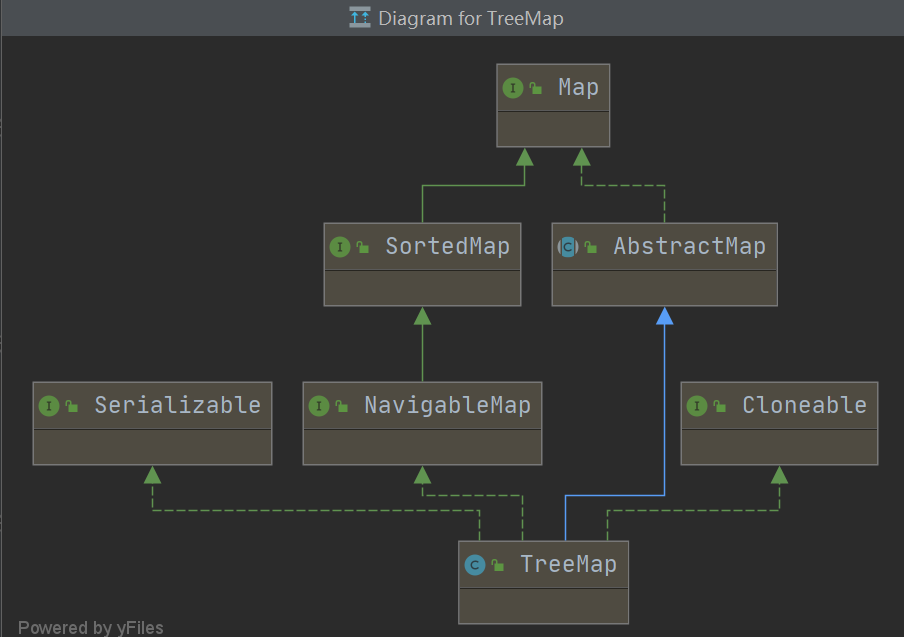 Diagram for TreeMap
I Map
I SortedMap
C AbstractMap
I Serializable
I NavigableMap
I Cloneable
C TreeMap
Powered by yFiles